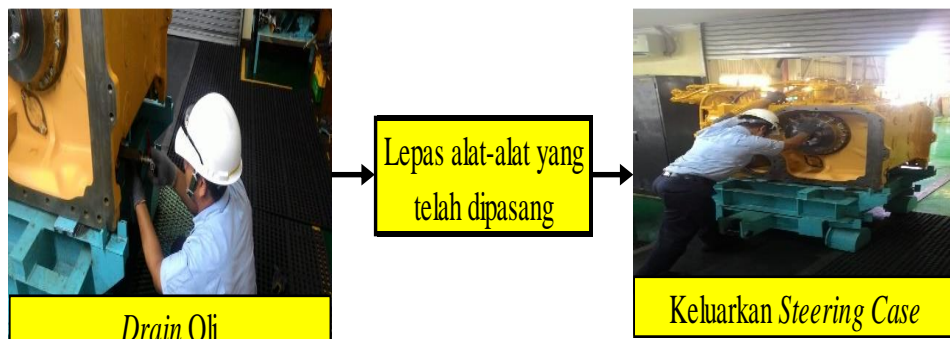 Drain Oli
Lepas alat-alat yang
telah dipasang
Keluarkan Steering Case